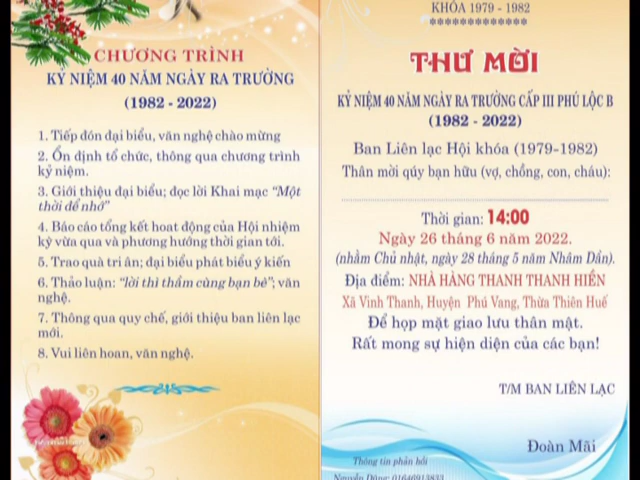 CHƯƠNG TRÌNH
KỶ NIỆM 40 NĂM NGÀY RA TRƯỜNG
(1982 - 2022)
1. Tiếp đón đại biểu, văn nghệ chào mừng
2. Ổn định tổ chức, thông qua chương trình
kỷ niệm.
3. Giới thiệu đại biểu; đọc lời Khai mạc “Một
thời để nhớ”
4. Báo cáo tổng kết hoat động của Hội nhiệm
kỳ vừa qua và phương hướng thời gian tới.
5. Trao quà tri ân; đại biểu phát biểu ý kiến
6. Thảo luận: “lời thì thầm cùng bạn bè”; văn
nghệ.
7. Thông qua quy chế, giới thiệu ban liên lạc
mới.
8. Vui liên hoan, văn nghệ.
KHÓA 1979 - 1982
*************
THƯ MỜI
KỶ NIỆM 40 NĂM NGÀY RA TRƯỜNG CẤP III PHÚ LỘC B
(1982 - 2022)
Ban Liên lạc Hội khóa (1979-1982)
Thân mời qúy bạn hữu (vợ, chồng, con, cháu):
Thời gian: 14:00
Ngày 26 tháng 6 năm 2022.
(nhằm Chủ nhật, ngày 28 tháng 5 năm Nhâm Dần).
Địa điểm: NHÀ HÀNG THANH THANH HIỀN
Xã Vinh Thanh, Huyện Phú Vang, Thừa Thiên Huế
Để họp mặt giao lưu thân mật.
Rất mong sự hiện diện của các bạn!
T/M BAN LIÊN LẠC
Đoàn Mãi
Thông tin phản hồi
Nguyễn Dũng: 01646913833